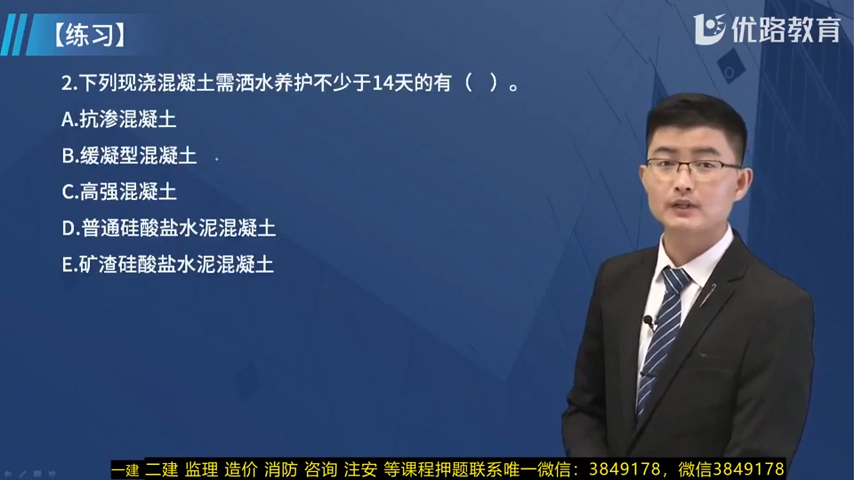 【练习】
优路教育
2.下列现浇混凝土需洒水养护不少于14天的有（ ）。
A.抗渗混凝土
B.缓凝型混凝土
C.高强混凝土
D.普通硅酸盐水泥混凝土
E.矿渣硅酸盐水泥混凝土
一建 二建 监理 造价 消防 咨询 注安 等课程押题联系唯一微信：3849178，微信3849178